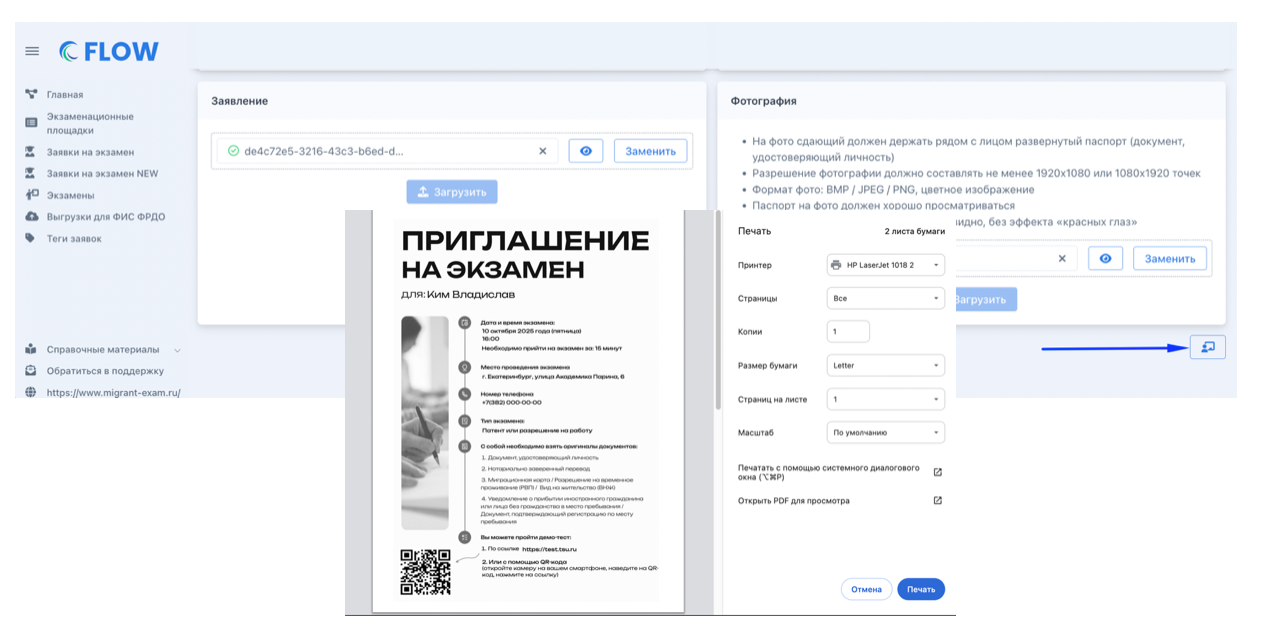 FLOW
Главная
Экзаменационные
площадки
Заявки на экзамен
Заявки на экзамен NEW
Экзамены
Выгрузки для ФИС ФРДО
Теги заявок
Справочные материалы
Обратиться в поддержку
https://www.migrant-exam.ru/
Заявление
de4c72e5-3216-43c3-b6ed-d...
Заменить
Загрузить
Фотография
• На фото сдающий должен держать рядом с лицом развернутый паспорт (документ,
удостоверяющий личность)
• Разрешение фотографии должно составлять не менее 1920x1080 или 1080x1920 точек
• Формат фото: BMP / JPEG / PNG, цветное изображение
• Паспорт на фото должен хорошо просматриваться
видно, без эффекта «красных глаз»
Заменить
Загрузить
ПРИГЛАШЕНИЕ
НА ЭКЗАМЕН
для: Ким Владислав
Дата и время экзамена:
10 октября 2025 года (пятница)
16:00
Необходимо прийти на экзамен за: 15 минут
Место проведения экзамена
г. Екатеринбург, улица Академика Парина, 6
Номер телефона
+7(382) 000-00-00
Тип экзамена:
Патент или разрешение на работу
С собой необходимо взять оригиналы документов:
1. Документ, удостоверяющий личность
2. Нотариально заверенный перевод
3. Миграционная карта / Разрешение на временное
проживание (РВП) / Вид на жительство (ВНЖ)
4. Уведомление о прибытии иностранного гражданина
или лица без гражданства в место пребывания /
Документ, подтверждающий регистрацию по месту
пребывания
Вы можете пройти демо-тест:
1. По ссылке https://test.tsu.ru
2. Или с помощью QR-кода
(откройте камеру на вашем смартфоне, наведите на QR-
код, нажмите на ссылку)
Печать
2 листа бумаги
Принтер
HP LaserJet 1018 2
Страницы
Все
Копии
1
Размер бумаги
Letter
Страниц на листе
1
Масштаб
По умолчанию
Печатать с помощью системного диалогового
окна (⌥⌘P)
Открыть PDF для просмотра
Отмена
Печать